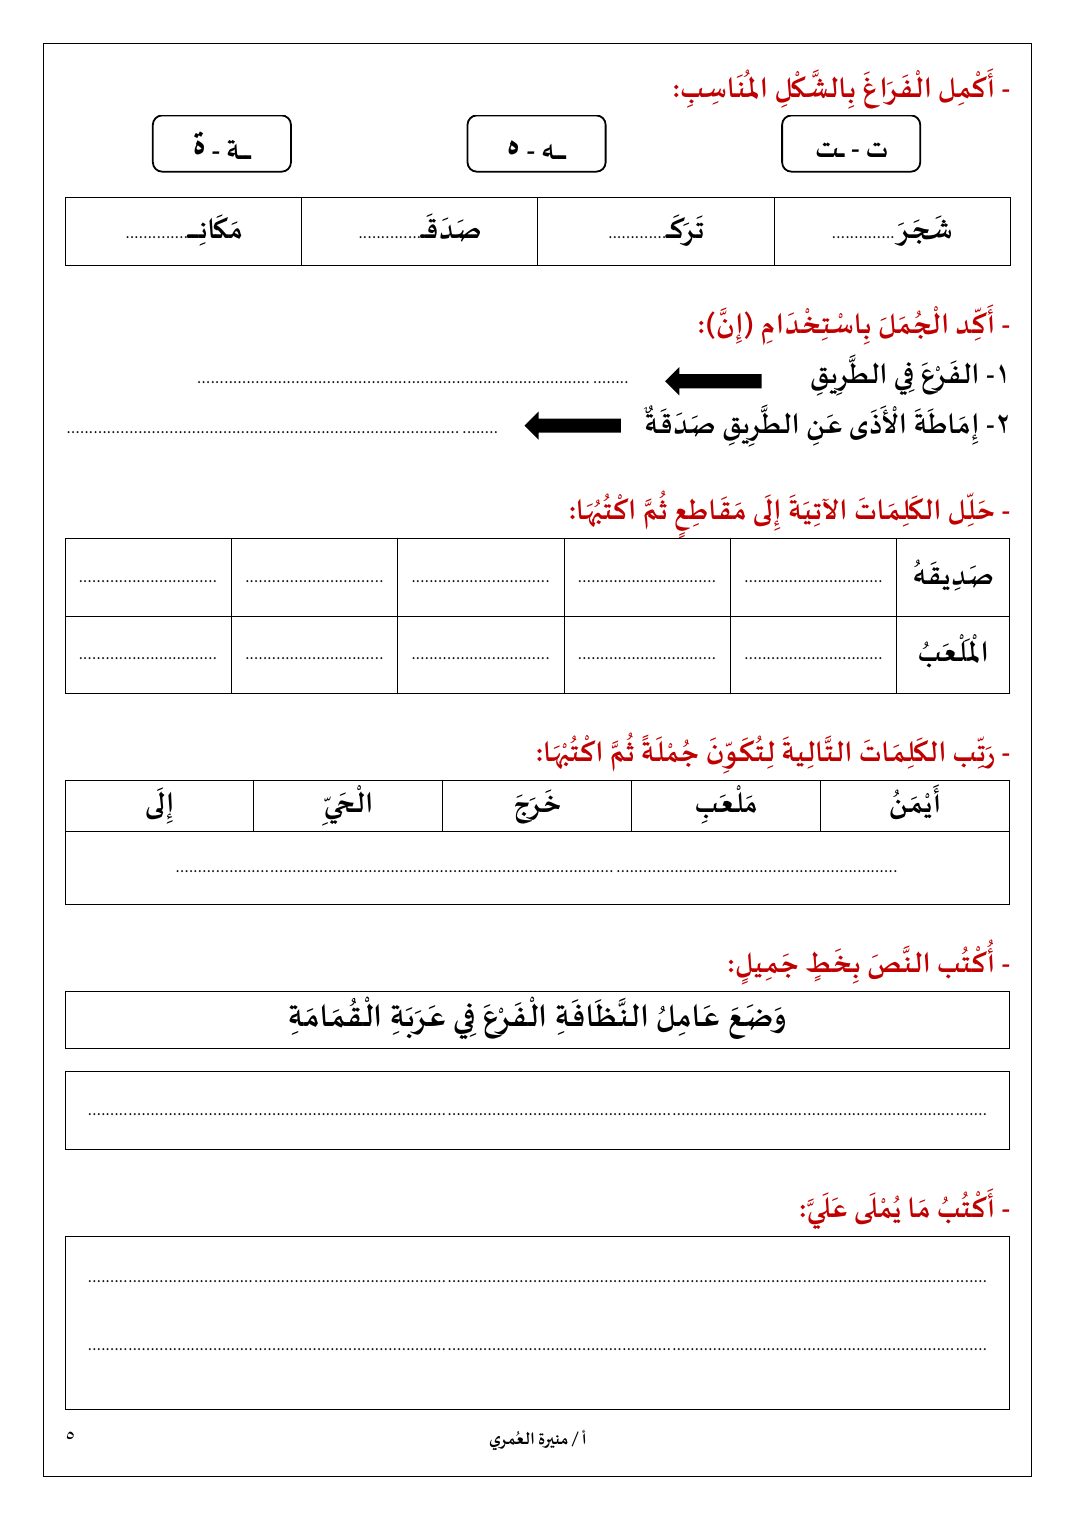 - أَكْمِل الْفَرَاغَ بِالشَّكْلِ المُنَاسِبِ:
ت - ـت
ـه - ه
ـة - ة
شَجَرَ.............. تَرَكَـ............. صَدَقَـ.............. مَكَانِـ..............
- أَكِّد الْجُمَلَ بِاسْتِخْدَامِ (إِنَّ):
١- الفَرْعَ فِي الطَّرِيقِ ................................................................................................
٢- إِمَاطَةَ الْأَذَى عَنِ الطَّرِيقِ صَدَقَةٌ ................................................................................................
- حَلِّل الكَلِمَاتَ الآتِيَةَ إِلَى مَقَاطِعٍ ثُمَّ اكْتُبُهَا:
صَدِيقَهُ ............................... ............................... ............................... ............................... ...............................
الْمَلْعَبُ ............................... ............................... ............................... ............................... ...............................
- رَتِّب الكَلِمَاتَ التَّالِيةَ لِتُكَوِّنَ جُمْلَةً ثُمَّ اكْتُبْهَا:
أَيْمَنُ مَلْعَبِ خَرَجَ الْحَيِّ إِلَى
................................................................................................................................
- أُكْتُب النَّصَ بِخَطٍ جَمِيلٍ:
وَضَعَ عَامِلُ النَّظَافَةِ الْفَرْعَ فِي عَرَبَةِ الْقُمَامَةِ
................................................................................................................................
- أَكْتُبُ مَا يُمْلَى عَلَيَّ:
................................................................................................................................
................................................................................................................................
أ / منيرة العُمري
٥